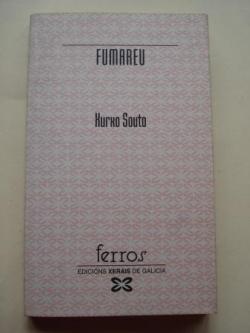 FUMAREU
Xurxo Souto
ferros
EDICIÓNS XERAIS DE GALICIA